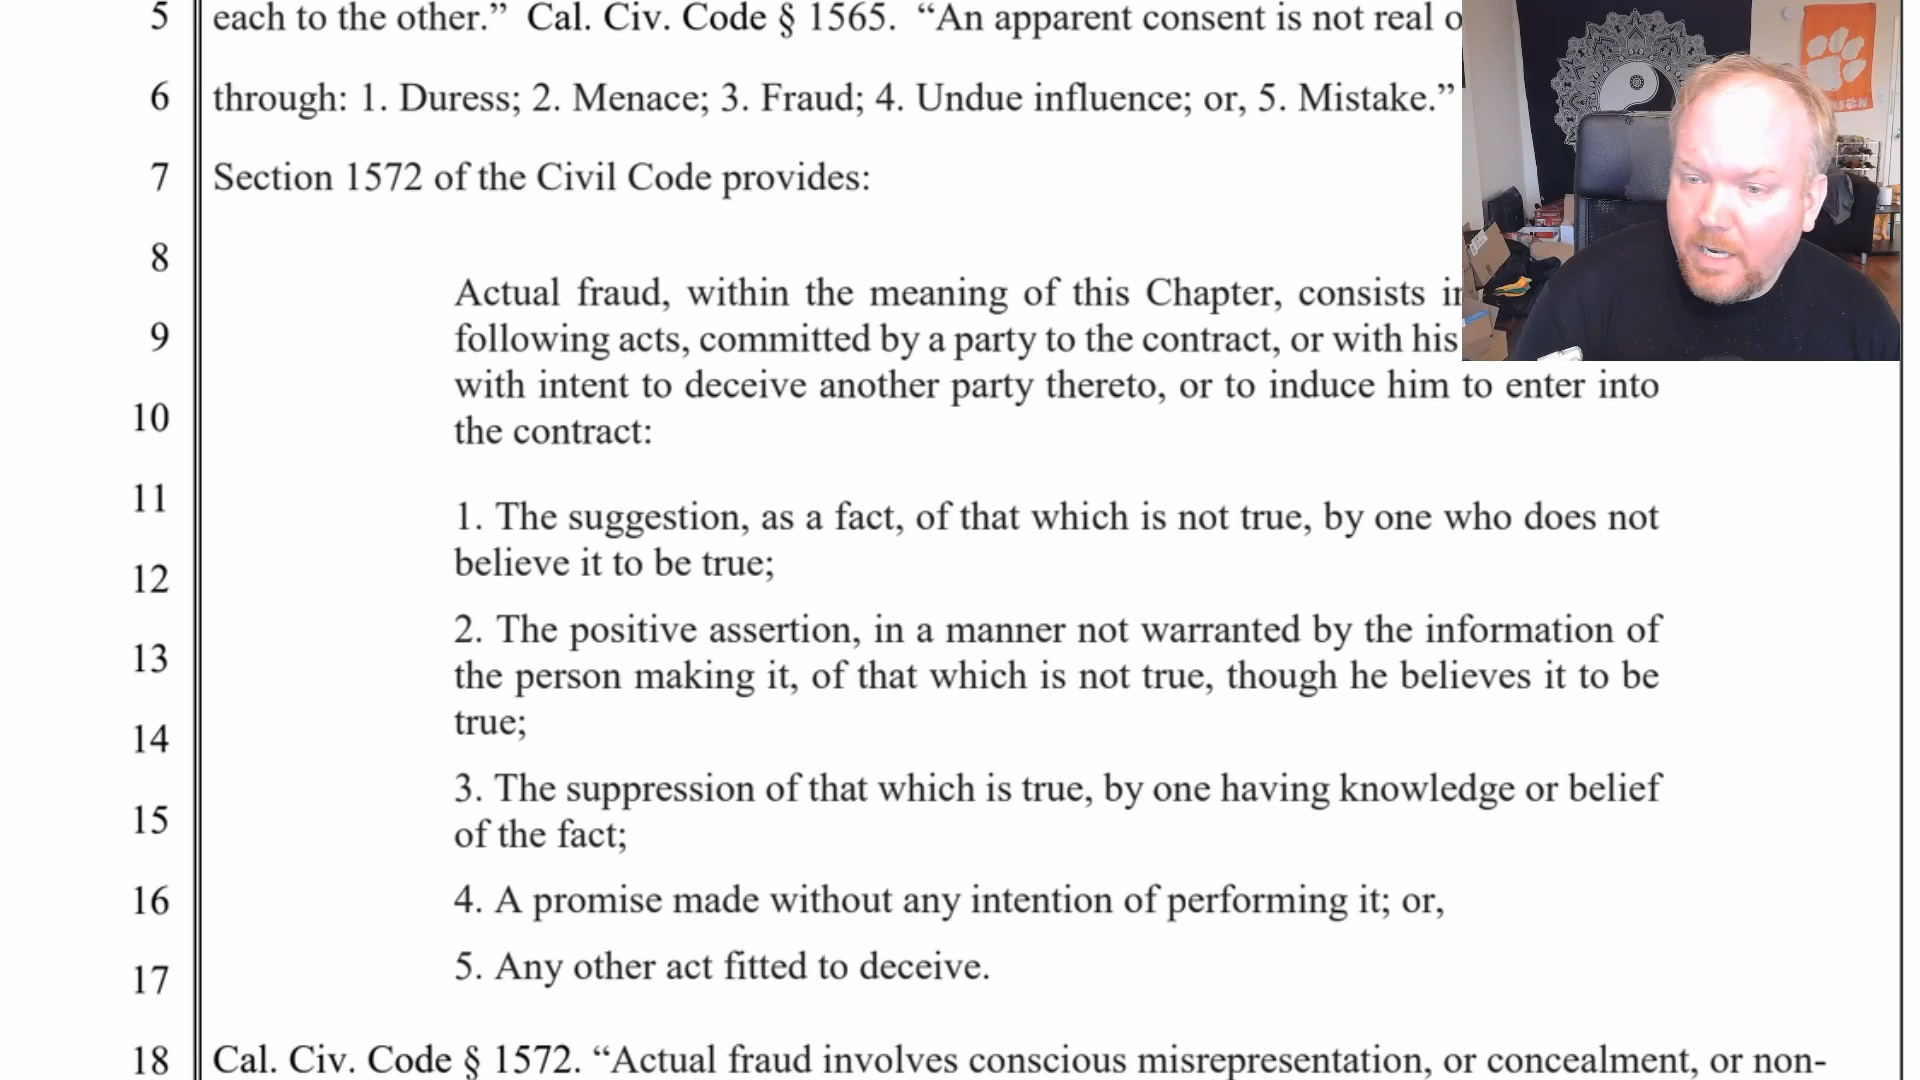 5 each to the other.” Cal. Civ. Code § 1565. “An apparent consent is not real
6 through: 1. Duress; 2. Menace; 3. Fraud; 4. Undue influence; or, 5. Mistake.”
7 Section 1572 of the Civil Code provides:
8
Actual fraud, within the meaning of this Chapter, consists
9 following acts, committed by a party to the contract, or with his
with intent to deceive another party thereto, or to induce him to enter into
10
the contract:
11
1. The suggestion, as a fact, of that which is not true, by one who does not
believe it to be true;
12
2. The positive assertion, in a manner not warranted by the information of
13
the person making it, of that which is not true, though he believes it to be
true;
14
3. The suppression of that which is true, by one having knowledge or belief
15
of the fact;
16 4. A promise made without any intention of performing it; or,
17 5. Any other act fitted to deceive.
18 Cal. Civ. Code § 1572. “Actual fraud involves conscious misrepresentation, or concealment, or non-